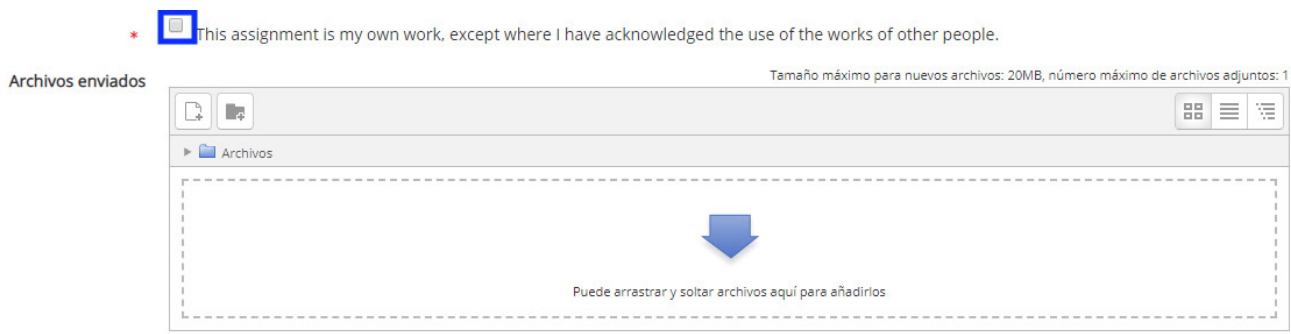 * This assignment is my own work, except where I have acknowledged the use of the works of other people.
Archivos enviados
Tamaño máximo para nuevos archivos: 20MB, número máximo de archivos adjuntos: 1
Archivos
Puede arrastrar y soltar archivos aquí para añadirlos